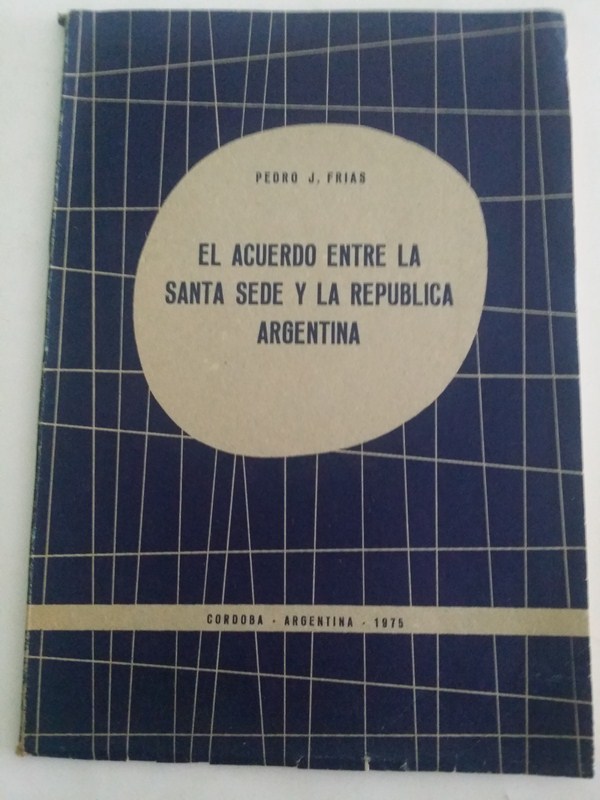 PEDRO J. FRIAS
EL ACUERDO ENTRE LA
SANTA SEDE Y LA REPUBLICA
ARGENTINA
CORDOBA - ARGENTINA - 1975